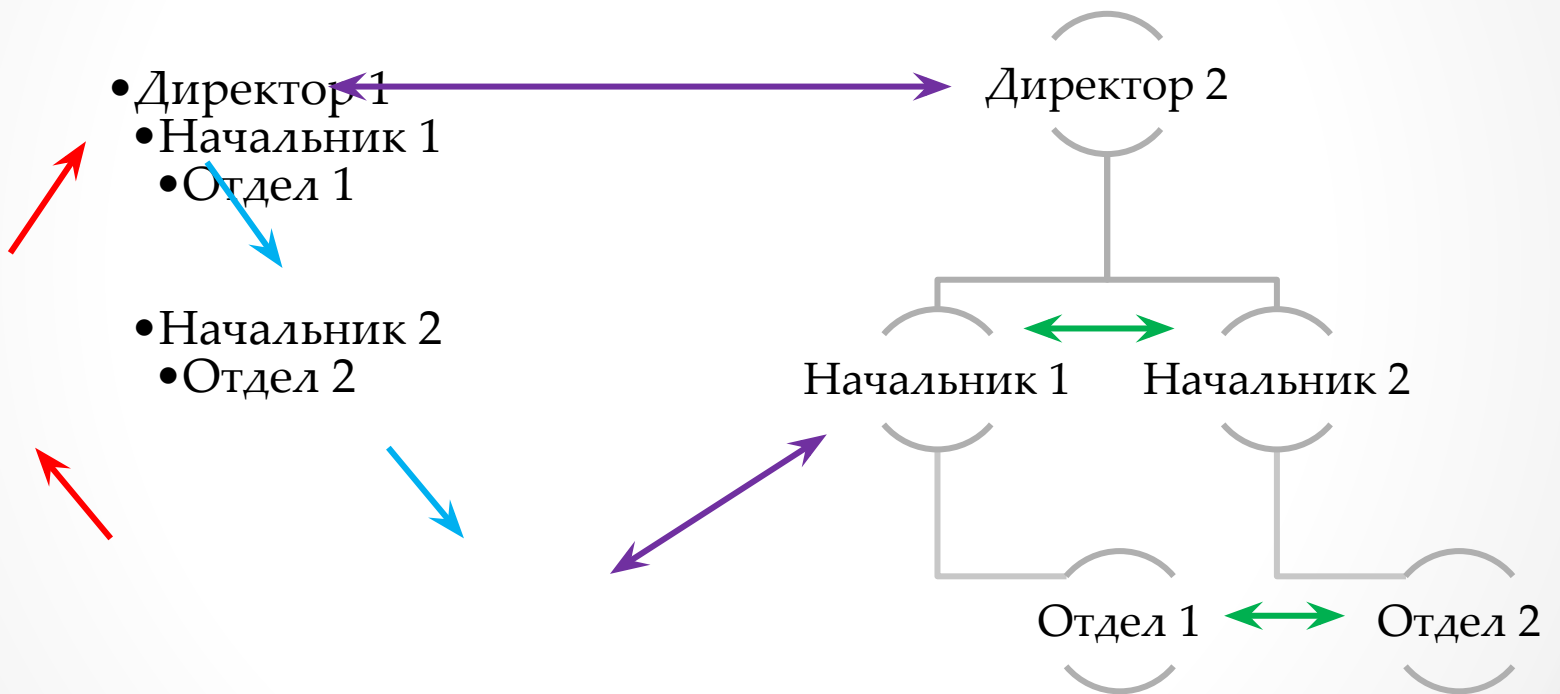 •Директор 1
•Начальник 1
•Отдел 1
•Начальник 2
•Отдел 2
Директор 2
Начальник 1
Начальник 2
Отдел 1
Отдел 2